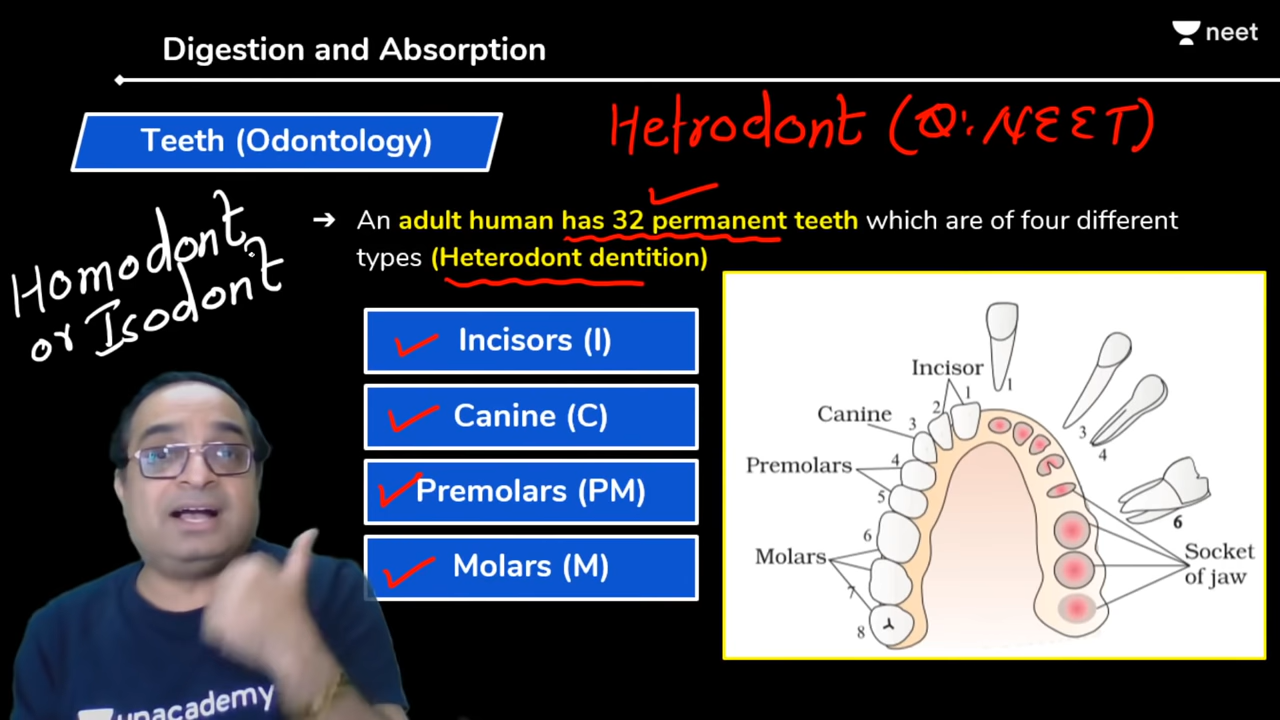 neet
Digestion and Absorption
Teeth (Odontology)
Hetrodont (Q: NEET)
Homodont,
or Isodont
➔ An adult human has 32 permanent teeth which are of four different
types (Heterodont dentition)
Incisors (I)
Canine (C)
Premolars (PM)
Molars (M)
Incisor
Canine
Premolars
Molars
1
2
3
4
5
6
7
8
1
3
4
6
Socket
of jaw
unacademy